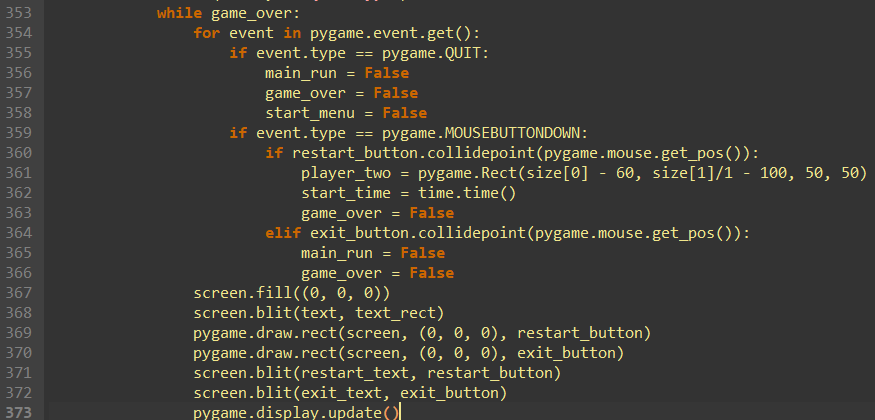 353 while game_over:
354 for event in pygame.event.get():
355 if event.type == pygame.QUIT:
356 main_run = False
357 game_over = False
358 start_menu = False
359 if event.type == pygame.MOUSEBUTTONDOWN:
360 if restart_button.collidepoint(pygame.mouse.get_pos()):
361 player_two = pygame.Rect(size[0] - 60, size[1]/1 - 100, 50, 50)
362 start_time = time.time()
363 game_over = False
364 elif exit_button.collidepoint(pygame.mouse.get_pos()):
365 main_run = False
366 game_over = False
367 screen.fill((0, 0, 0))
368 screen.blit(text, text_rect)
369 pygame.draw.rect(screen, (0, 0, 0), restart_button)
370 pygame.draw.rect(screen, (0, 0, 0), exit_button)
371 screen.blit(restart_text, restart_button)
372 screen.blit(exit_text, exit_button)
373 pygame.display.update()